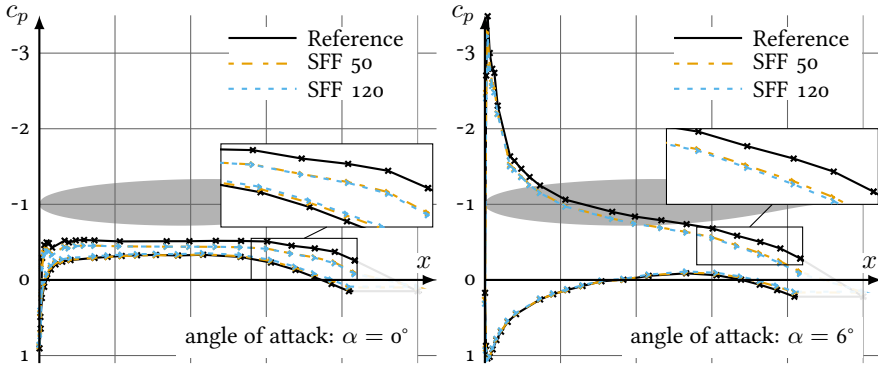 c_p
-3
-2
-1
0
1
Reference
SFF 50
SFF 120
x
angle of attack: α = 0°
c_p
-3
-2
-1
0
1
Reference
SFF 50
SFF 120
x
angle of attack: α = 6°